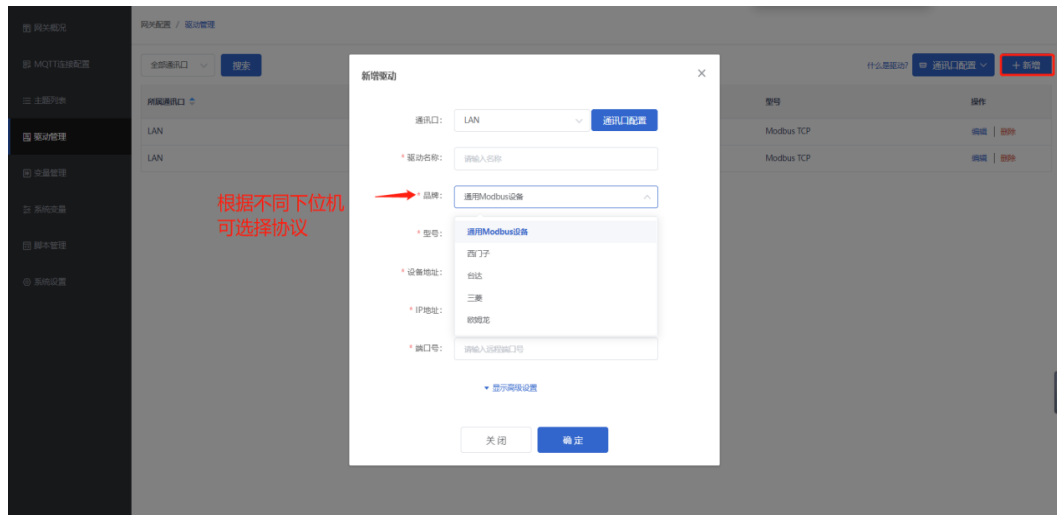 网关概况
网关配置 / 驱动管理
MQTT连接配置
全部通讯口
搜索
什么是驱动?
通讯口配置
+ 新增
主题列表
所属通讯口
型号
操作
驱动管理
LAN
Modbus TCP
编辑 | 删除
LAN
Modbus TCP
编辑 | 删除
变量管理
系统变量
脚本管理
系统设置
根据不同下位机
可选择协议
新增驱动
通讯口: LAN
通讯口配置
* 驱动名称: 请输入名称
* 品牌: 通用Modbus设备
* 型号:
通用Modbus设备
西门子
台达
三菱
欧姆龙
* 设备地址:
* IP地址:
* 端口号: 请输入远程端口号
显示高级设置
关闭
确定